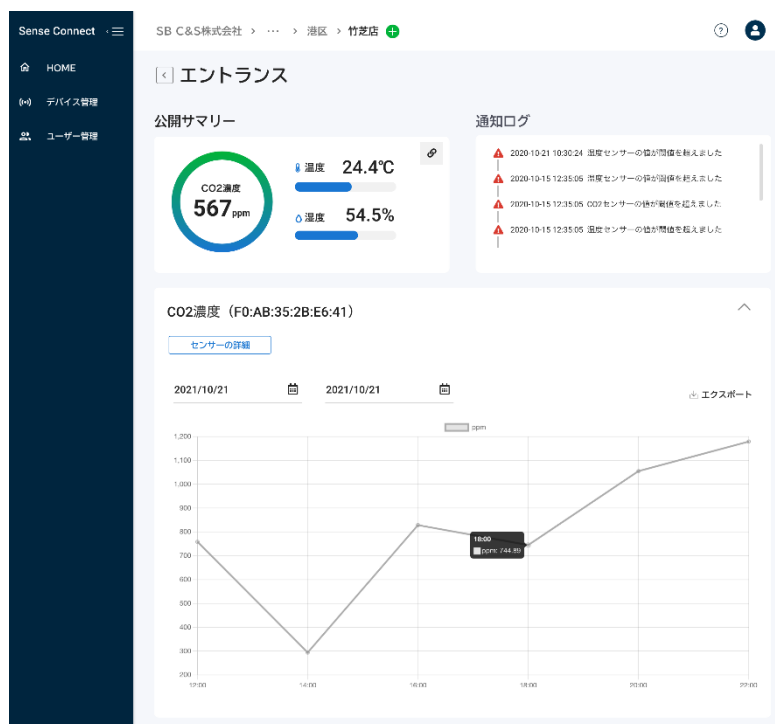 Sense Connect
HOME
デバイス管理
ユーザー管理
SB C&S株式会社 > ··· > 港区 > 竹芝店
?
エントランス
公開サマリー
CO2濃度
567ppm
温度 24.4℃
湿度 54.5%
通知ログ
2020-10-21 10:30:24 湿度センサーの値が閾値を超えました
2020-10-15 12:35:05 湿度センサーの値が閾値を超えました
2020-10-15 12:35:05 CO2センサーの値が閾値を超えました
2020-10-15 12:35:05 温度センサーの値が閾値を超えました
CO2濃度（F0:AB:35:2B:E6:41）
センサーの詳細
2021/10/21
2021/10/21
エクスポート
ppm
1,200
1,100
1,000
900
800
700
600
500
400
300
200
18:00
ppm: 744.89
12:00
14:00
16:00
18:00
20:00
22:00